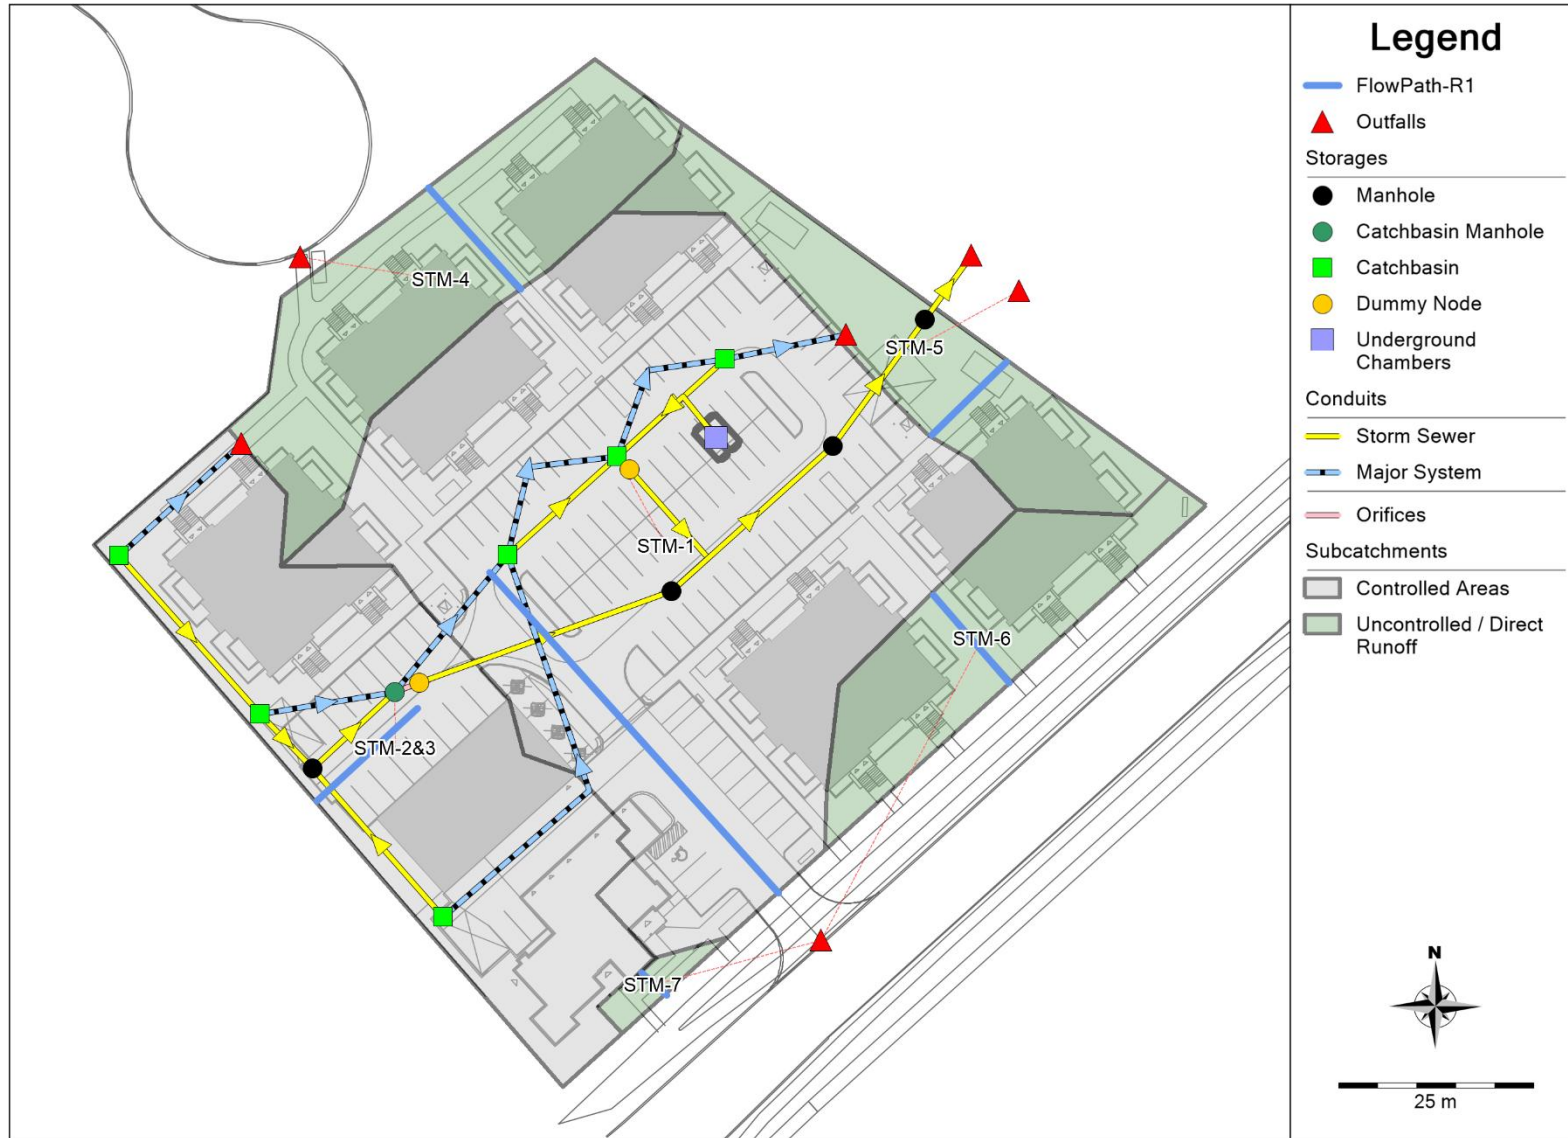 Legend
FlowPath-R1
Outfalls
Storages
Manhole
Catchbasin Manhole
Catchbasin
Dummy Node
Underground
Chambers
Conduits
Storm Sewer
Major System
Orifices
Subcatchments
Controlled Areas
Uncontrolled / Direct
Runoff
STM-4
STM-5
STM-1
STM-6
STM-2&3
STM-7
N
25 m